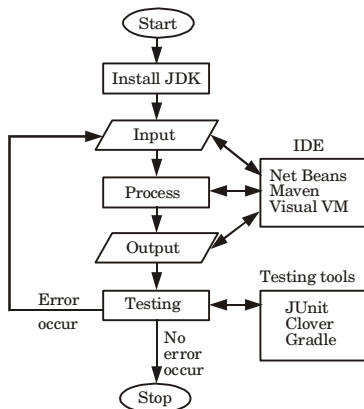 Start
Install JDK
Input
IDE
Net Beans
Maven
Visual VM
Process
Output
Testing tools
Error
occur
Testing
JUnit
Clover
Gradle
No
error
occur
Stop